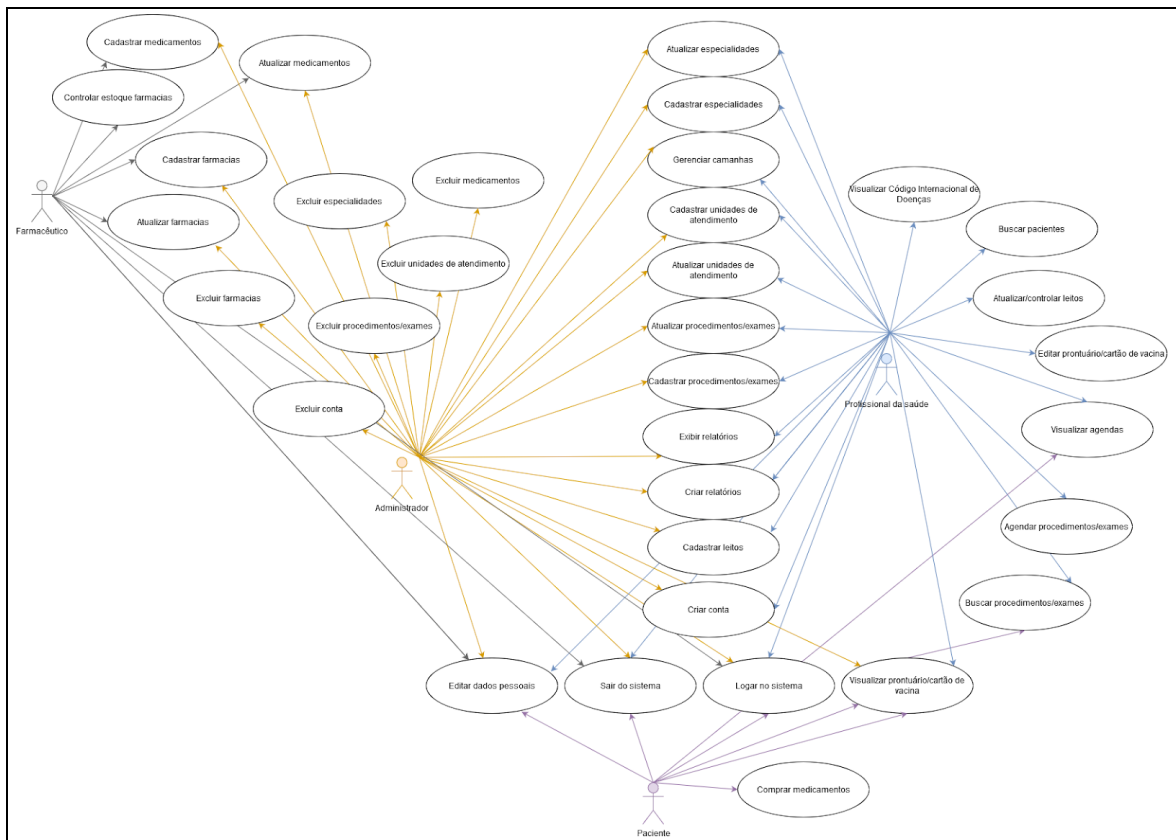 Cadastrar medicamentos
Atualizar medicamentos
Controlar estoque farmacias
Cadastrar farmacias
Atualizar farmacias
Farmacêutico
Excluir farmacias
Excluir especialidades
Excluir medicamentos
Excluir unidades de atendimento
Excluir procedimentos/exames
Excluir conta
Administrador
Atualizar especialidades
Cadastrar especialidades
Gerenciar camanhas
Cadastrar unidades de
atendimento
Atualizar unidades de
atendimento
Atualizar procedimentos/exames
Cadastrar procedimentos/exames
Exibir relatórios
Criar relatórios
Cadastrar leitos
Criar conta
Visualizar Código Internacional de
Doenças
Buscar pacientes
Atualizar/controlar leitos
Editar prontuário/cartão de vacina
Profissional da saúde
Visualizar agendas
Agendar procedimentos/exames
Buscar procedimentos/exames
Editar dados pessoais
Sair do sistema
Logar no sistema
Visualizar prontuário/cartão de
vacina
Comprar medicamentos
Paciente